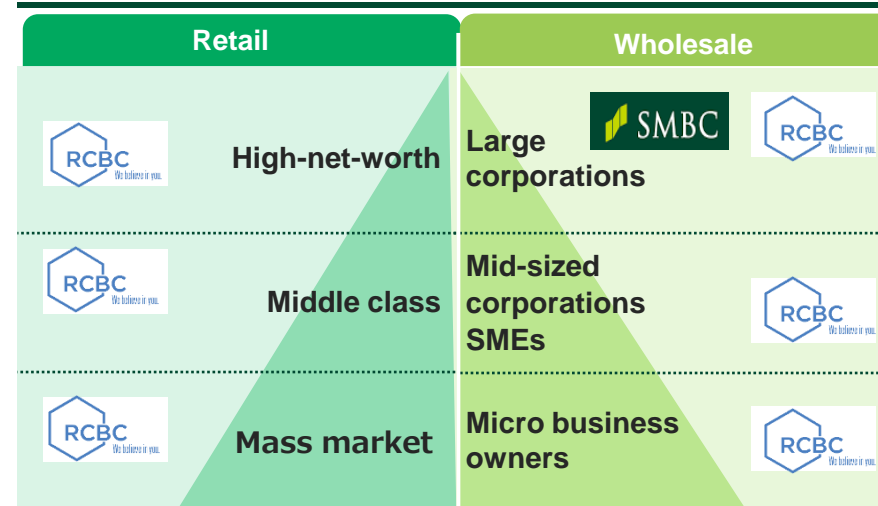 Retail
Wholesale
RCBC
We believe in you.
High-net-worth
Large
corporations
SMBC
RCBC
We believe in you.
RCBC
We believe in you.
Middle class
Mid-sized
corporations
SMEs
RCBC
We believe in you.
RCBC
We believe in you.
Mass market
Micro business
owners
RCBC
We believe in you.